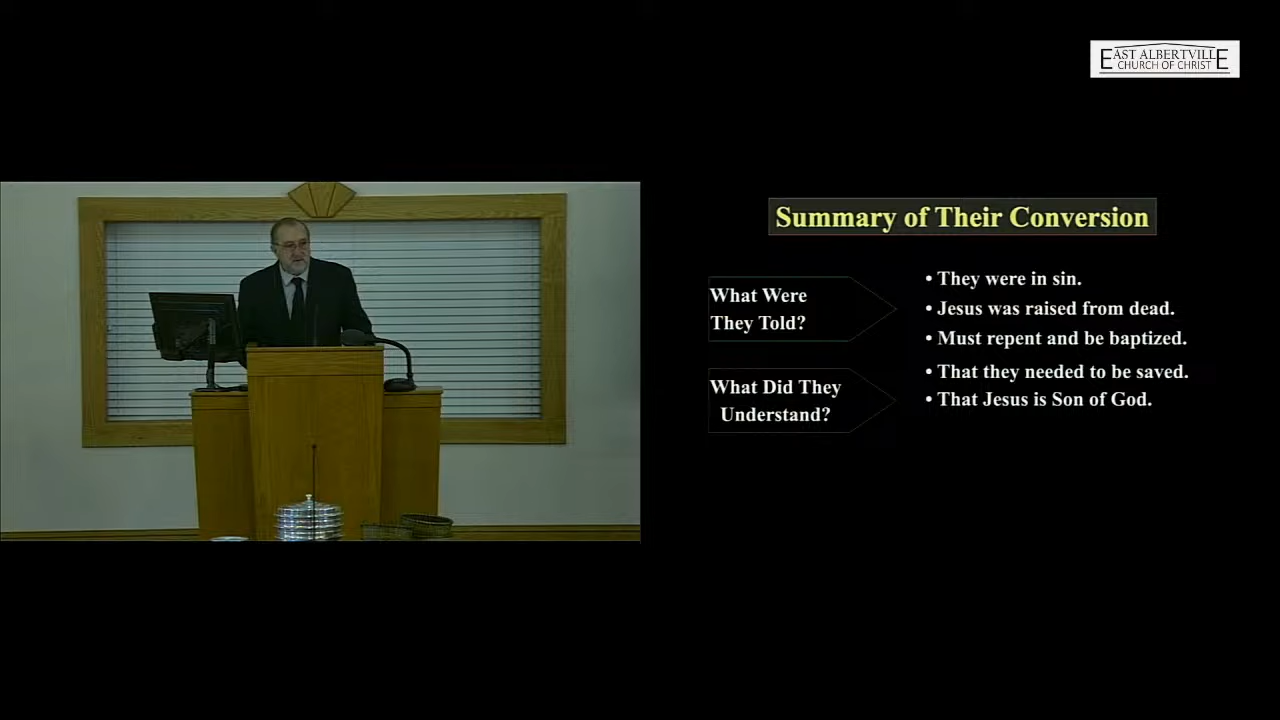 EAST ALBERTVILLE
CHURCH OF CHRIST
Summary of Their Conversion
What Were
They Told?
• They were in sin.
• Jesus was raised from dead.
• Must repent and be baptized.
What Did They
Understand?
• That they needed to be saved.
• That Jesus is Son of God.